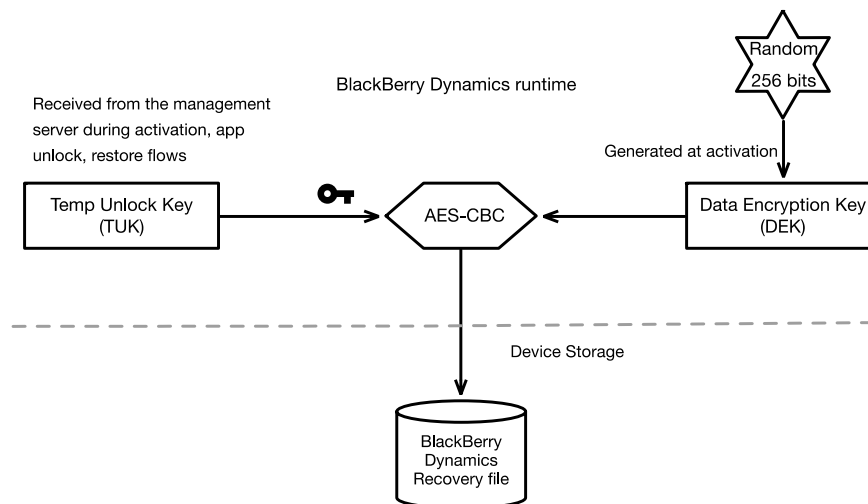 Random
256 bits
BlackBerry Dynamics runtime
Received from the management
server during activation, app
unlock, restore flows
Generated at activation
Temp Unlock Key
(TUK)
AES-CBC
Data Encryption Key
(DEK)
Device Storage
BlackBerry
Dynamics
Recovery file